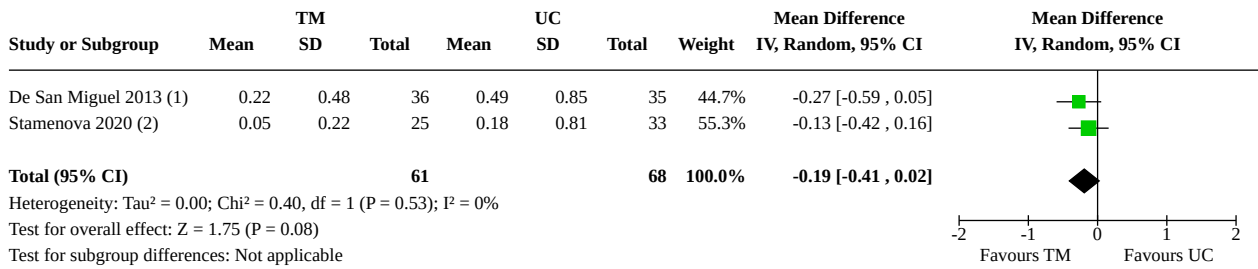 TM UC Mean Difference Mean Difference
Study or Subgroup Mean SD Total Mean SD Total Weight IV, Random, 95% CI IV, Random, 95% CI
De San Miguel 2013 (1) 0.22 0.48 36 0.49 0.85 35 44.7% -0.27 [-0.59 , 0.05]
Stamenova 2020 (2) 0.05 0.22 25 0.18 0.81 33 55.3% -0.13 [-0.42 , 0.16]
Total (95% CI) 61 68 100.0% -0.19 [-0.41 , 0.02]
Heterogeneity: Tau² = 0.00; Chi² = 0.40, df = 1 (P = 0.53); I² = 0%
Test for overall effect: Z = 1.75 (P = 0.08)
-2 -1 0 1 2
Test for subgroup differences: Not applicable Favours TM Favours UC